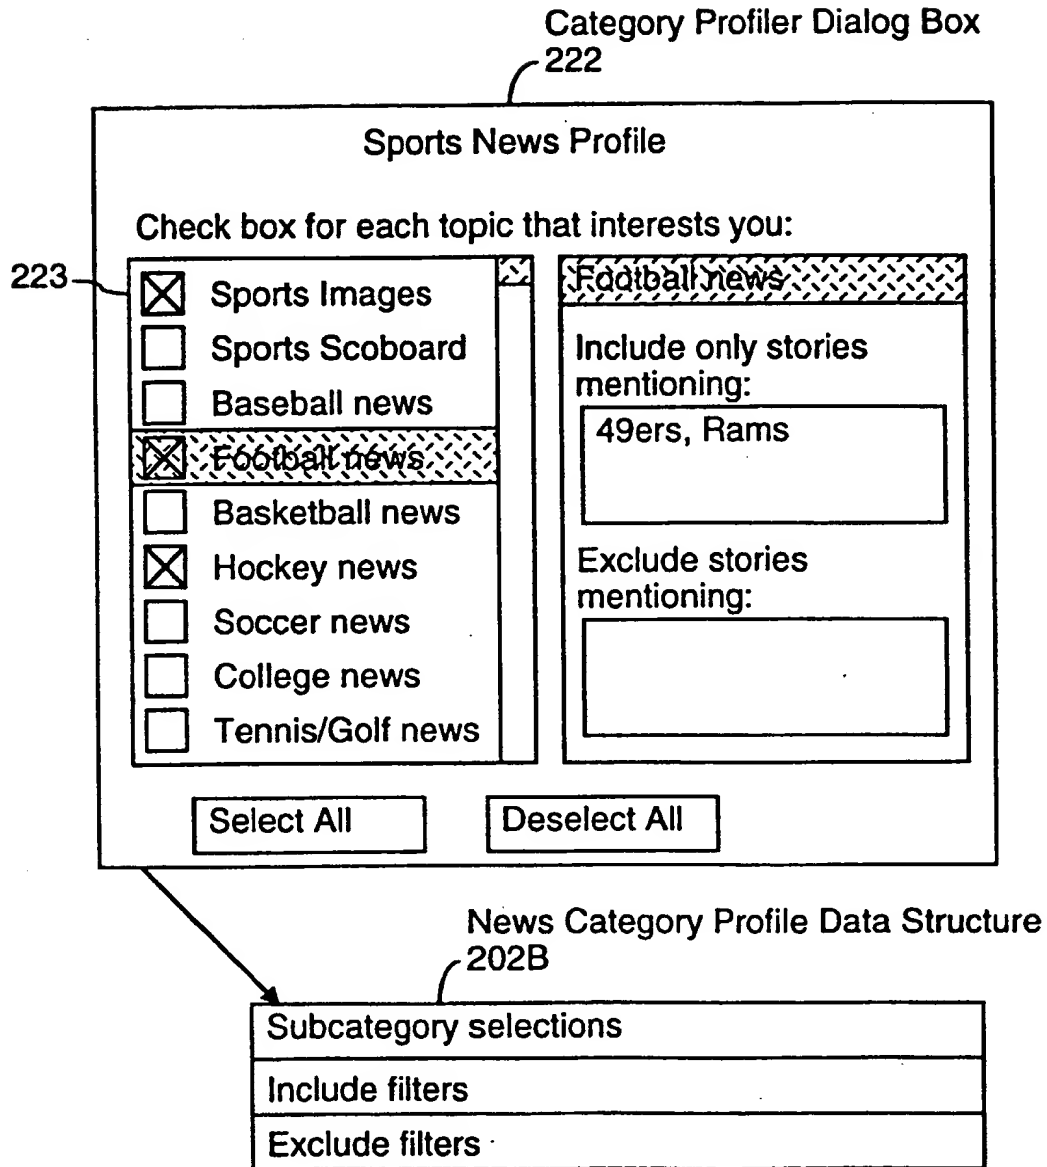 Category Profiler Dialog Box
222
Sports News Profile
Check box for each topic that interests you:
223
Sports Images
Sports Scoboard
Baseball news
Football news
Basketball news
Hockey news
Soccer news
College news
Tennis/Golf news
Football news
Include only stories
mentioning:
49ers, Rams
Exclude stories
mentioning:
Select All
Deselect All
News Category Profile Data Structure
202B
Subcategory selections
Include filters
Exclude filters